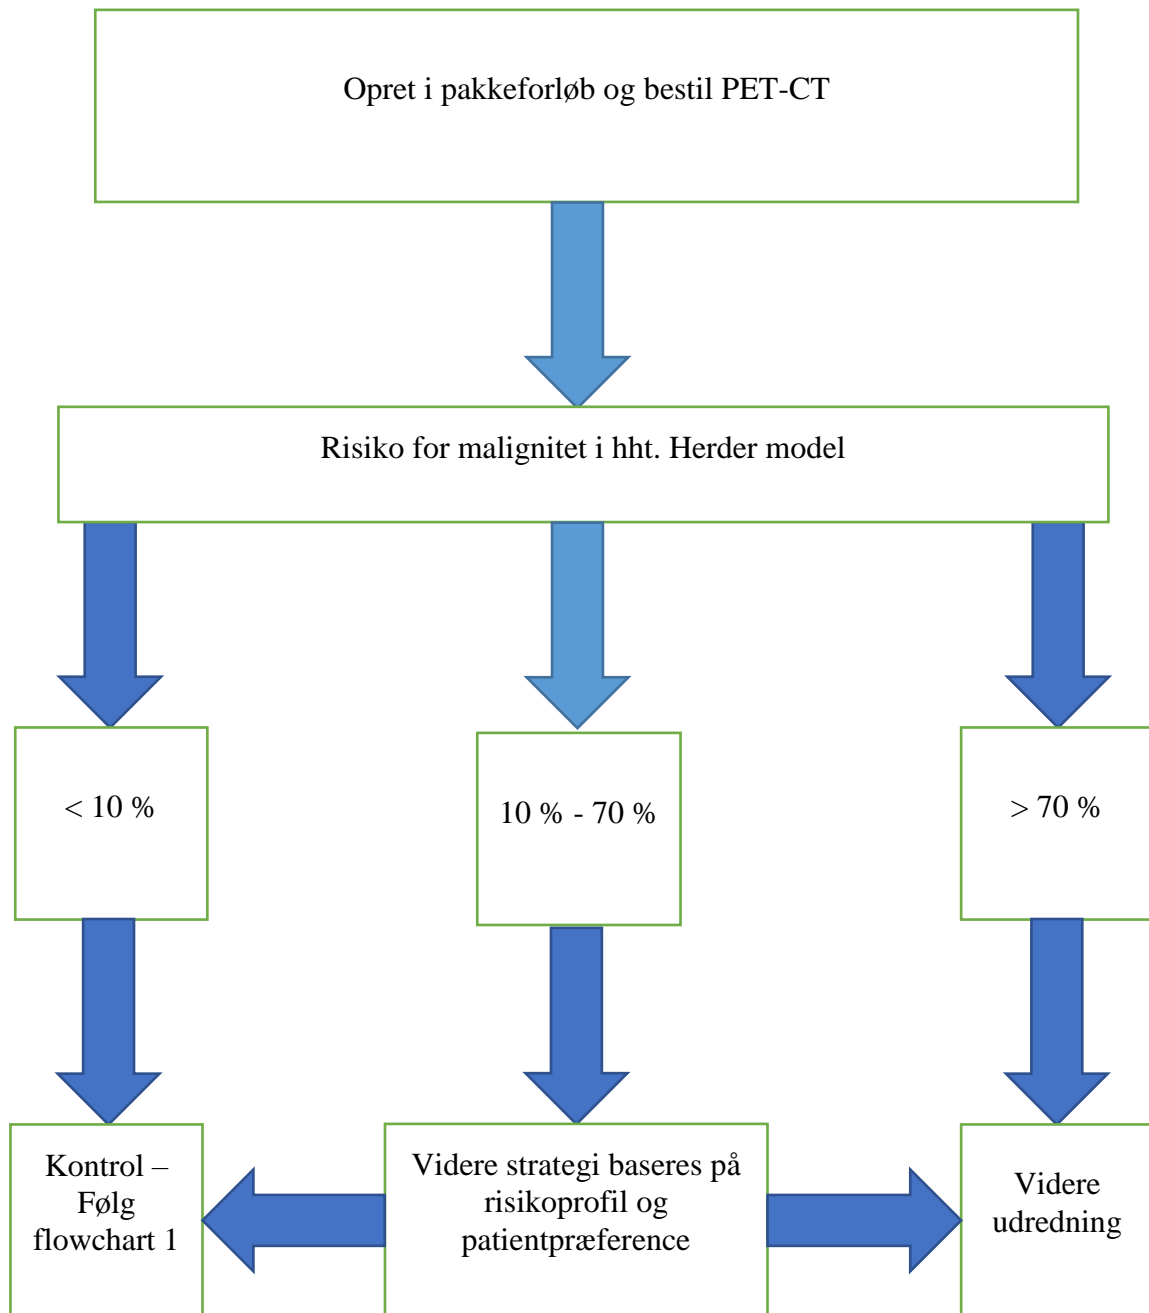 Opret i pakkeforløb og bestil PET-CT
Risiko for malignitet i hht. Herder model
< 10 %
10 % - 70 %
> 70 %
Kontrol –
Følg
flowchart 1
Videre strategi baseres på
risikoprofil og
patientpræference
Videre
udredning